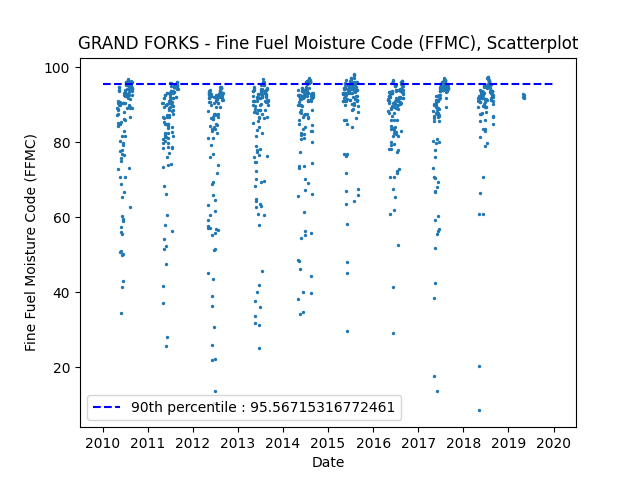 GRAND FORKS - Fine Fuel Moisture Code (FFMC), Scatterplot
100
80
60
40
20
Fine Fuel Moisture Code (FFMC)
90th percentile : 95.56715316772461
2010 2011 2012 2013 2014 2015 2016 2017 2018 2019 2020
Date